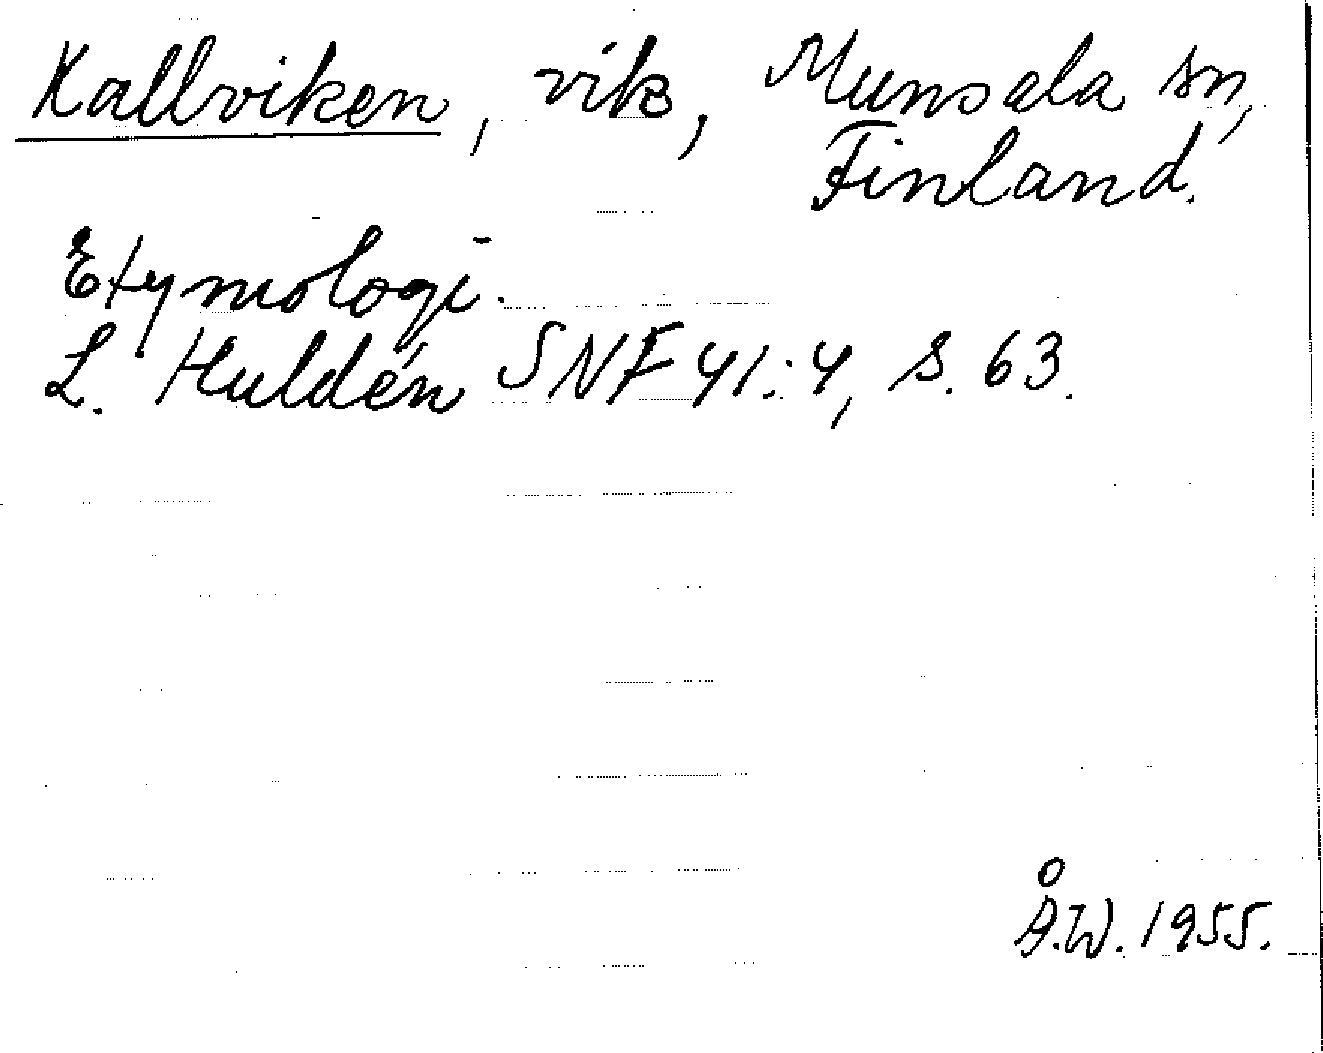 Kallviken, vik, Munsala sn,
Finland.
Etymologi.
L. Huldén SNF 41:4, s. 63.
Å.W. 1955.